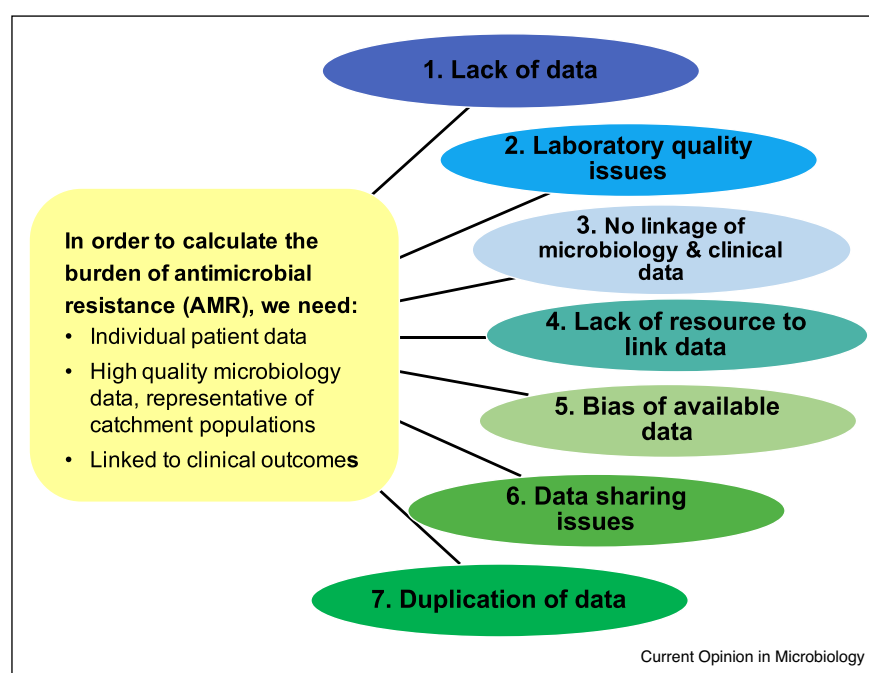 1. Lack of data
2. Laboratory quality
issues
3. No linkage of
microbiology & clinical
data
4. Lack of resource to
link data
5. Bias of available
data
6. Data sharing
issues
7. Duplication of data
In order to calculate the
burden of antimicrobial
resistance (AMR), we need:
• Individual patient data
• High quality microbiology
data, representative of
catchment populations
• Linked to clinical outcomes
Current Opinion in Microbiology